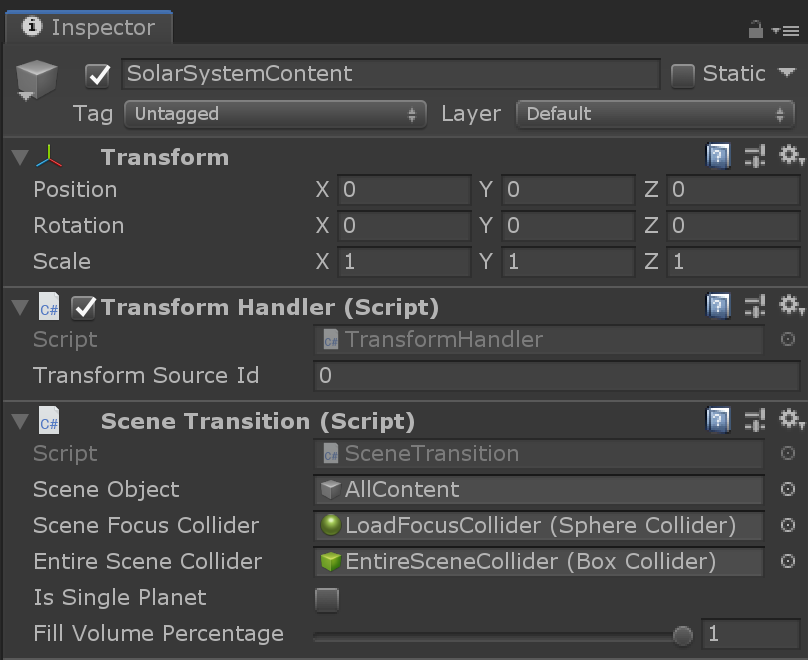 Inspector
SolarSystemContent Static
Tag Untagged Layer Default
Transform
Position X 0 Y 0 Z 0
Rotation X 0 Y 0 Z 0
Scale X 1 Y 1 Z 1
C# Transform Handler (Script)
Script C# TransformHandler
Transform Source Id 0
C# Scene Transition (Script)
Script C# SceneTransition
Scene Object AllContent
Scene Focus Collider LoadFocusCollider (Sphere Collider)
Entire Scene Collider EntireSceneCollider (Box Collider)
Is Single Planet
Fill Volume Percentage 1